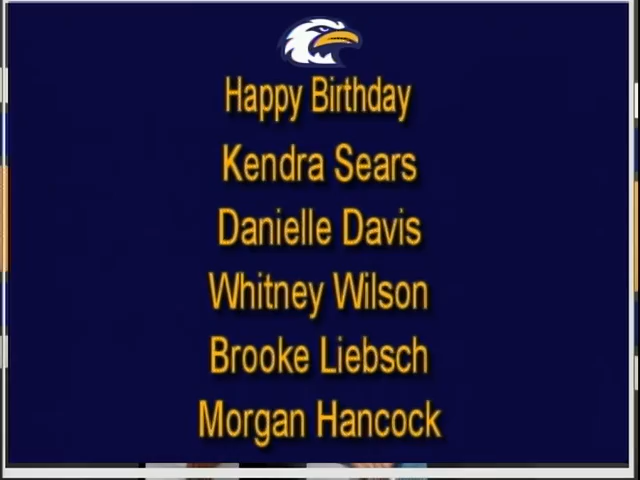 Happy Birthday
Kendra Sears
Danielle Davis
Whitney Wilson
Brooke Liebsch
Morgan Hancock